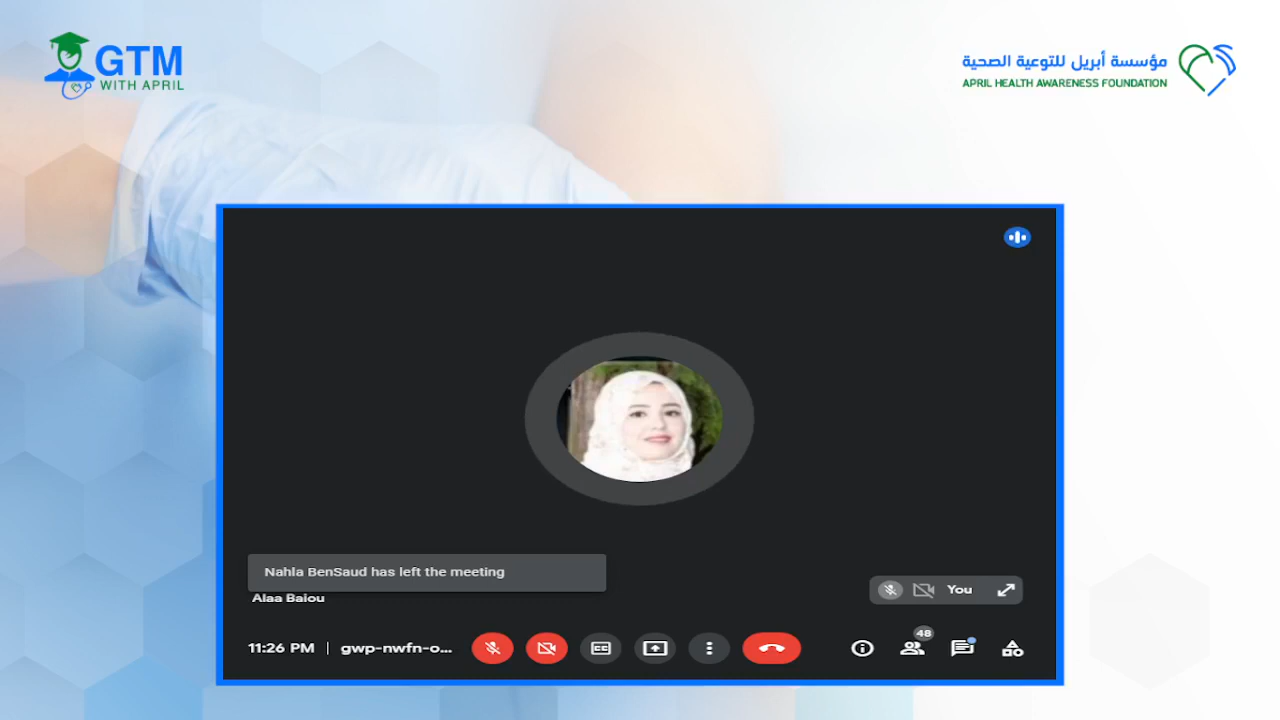 GTM
WITH APRIL
مؤسسة أبريل للتوعية الصحية
APRIL HEALTH AWARENESS FOUNDATION
Nahla BenSaud has left the meeting
Alaa Baiou
You
48
11:26 PM | gwp-nwfn-o...
CC